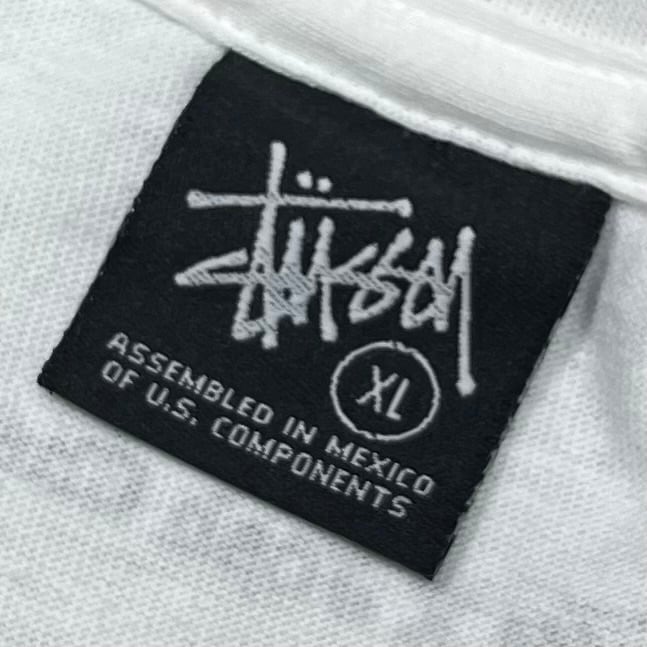 Stüssy
XL
ASSEMBLED IN MEXICO
OF U.S. COMPONENTS